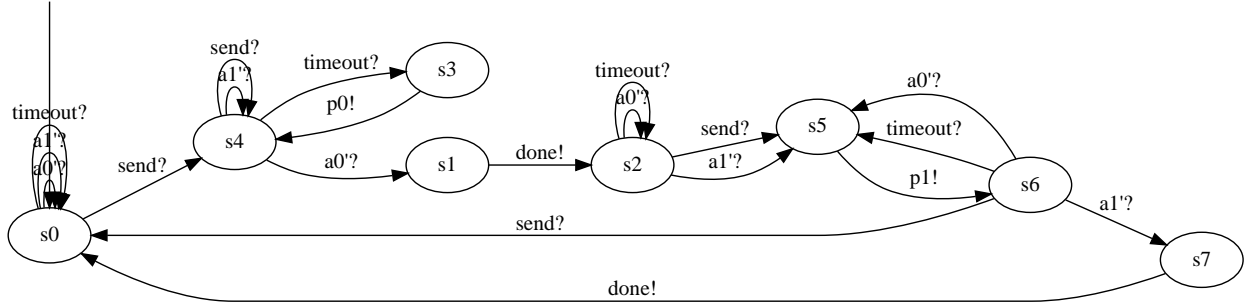 timeout?
a1'?
a0'?
s0
send?
send?
a1'?
s4
timeout?
p0!
s3
a0'?
s1
done!
timeout?
a0'?
s2
send?
a1'?
s5
a0'?
timeout?
p1!
s6
a1'?
s7
send?
done!